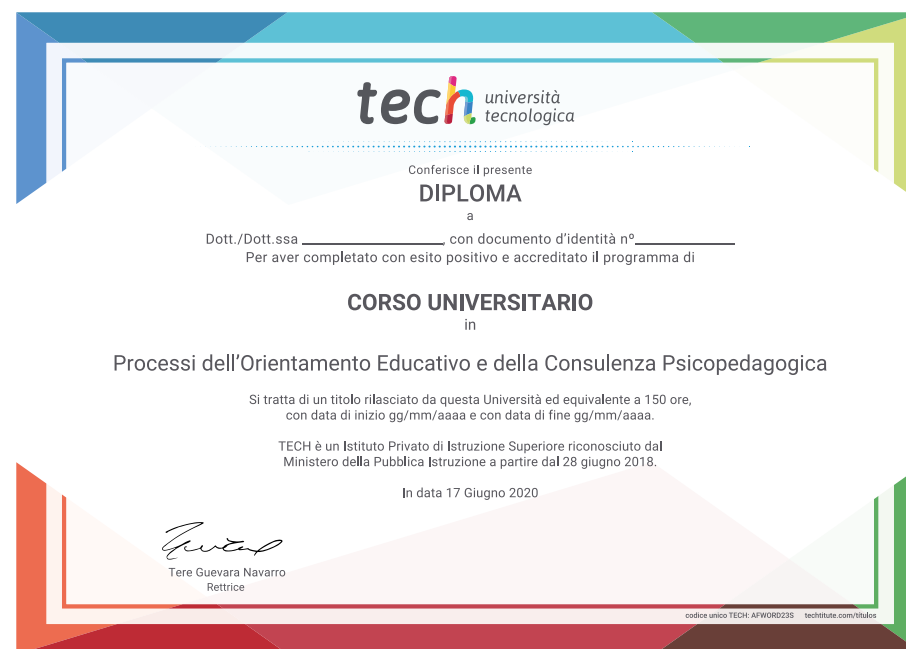 tech università
tecnologica
Conferisce il presente
DIPLOMA
a
Dott./Dott.ssa ____________________, con documento d'identità nº______________
Per aver completato con esito positivo e accreditato il programma di
CORSO UNIVERSITARIO
in
Processi dell'Orientamento Educativo e della Consulenza Psicopedagogica
Si tratta di un titolo rilasciato da questa Università ed equivalente a 150 ore,
con data di inizio gg/mm/aaaa e con data di fine gg/mm/aaaa.
TECH è un Istituto Privato di Istruzione Superiore riconosciuto dal
Ministero della Pubblica Istruzione a partire dal 28 giugno 2018.
In data 17 Giugno 2020
Tere Guevara Navarro
Rettrice
codice unico TECH: AFWORD23S techtitute.com/titulos